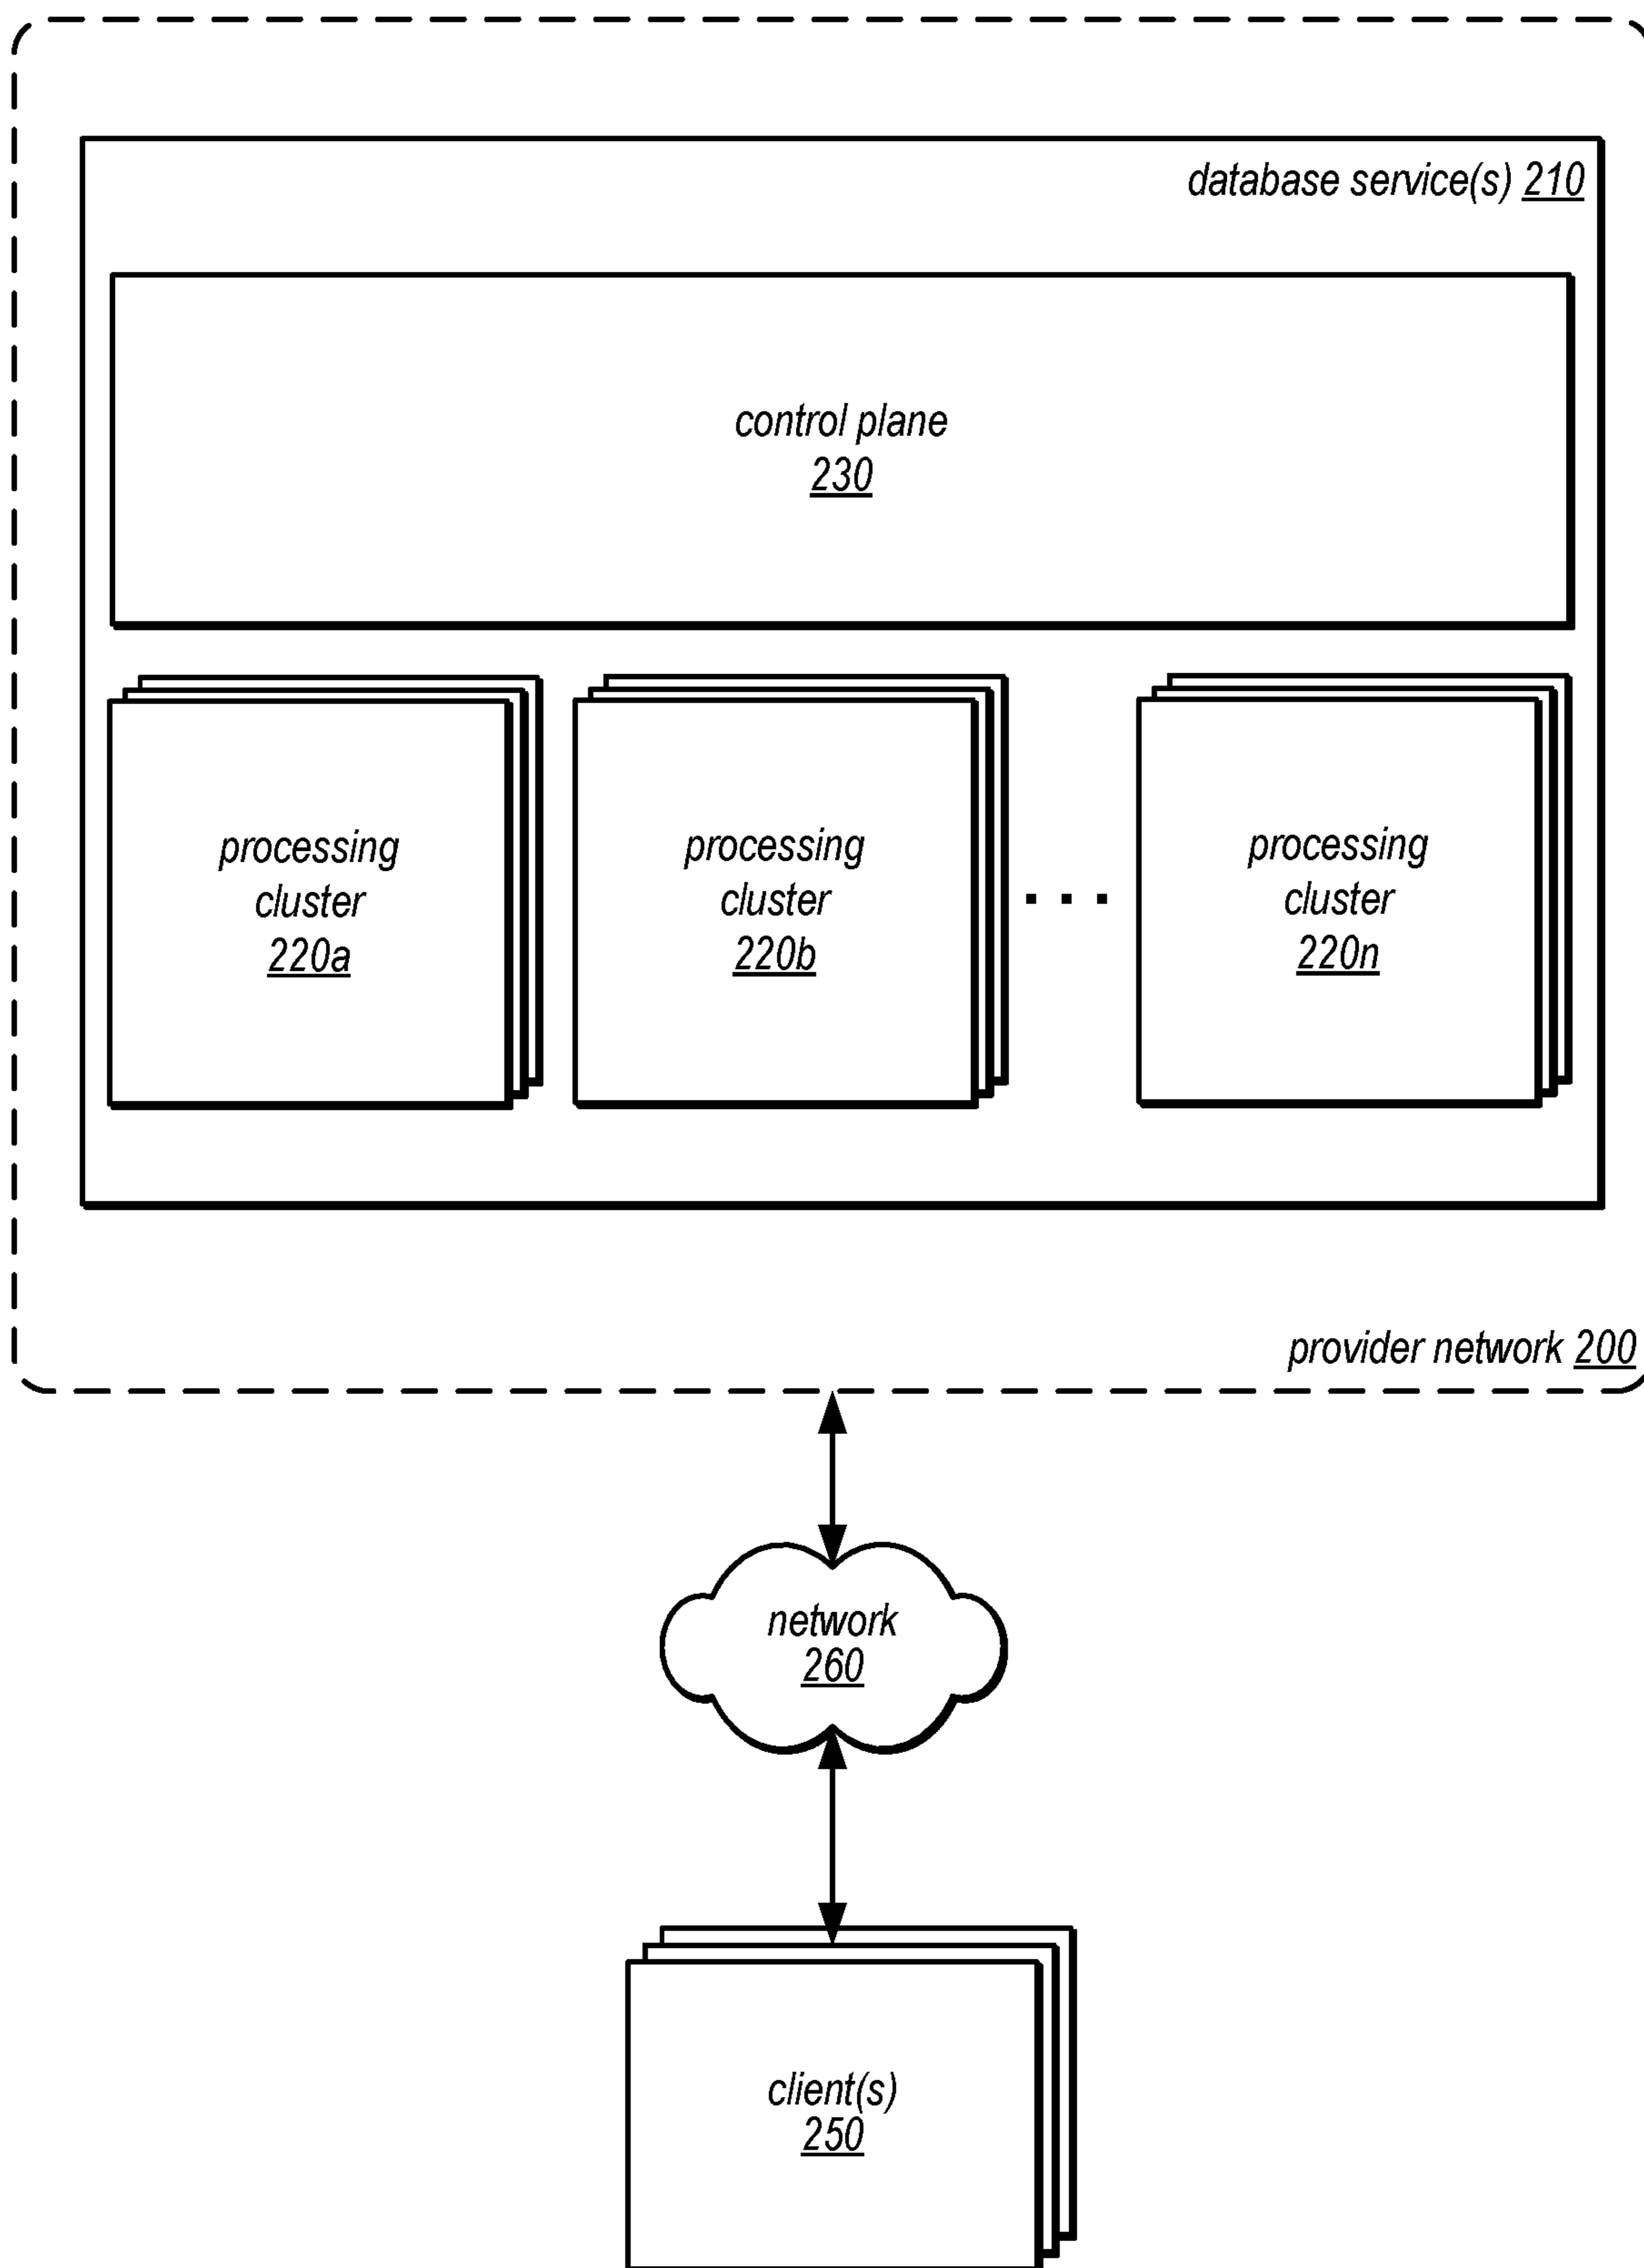 database service(s) 210
control plane
230
processing
cluster
220a
processing
cluster
220b
. . .
processing
cluster
220n
provider network 200
network
260
client(s)
250